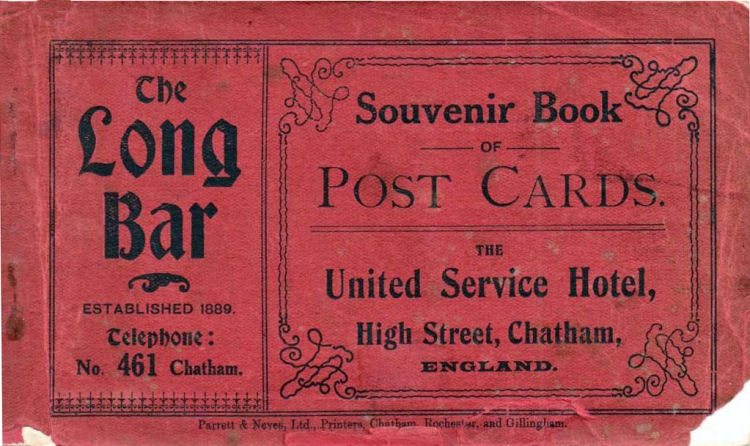 The
Long
Bar
ESTABLISHED 1889.
Telephone:
No. 461 Chatham.
Souvenir Book
OF
POST CARDS.
THE
United Service Hotel,
High Street, Chatham,
ENGLAND.
Parrett & Neves, Ltd., Printers, Chatham, Rochester, and Gillingham.